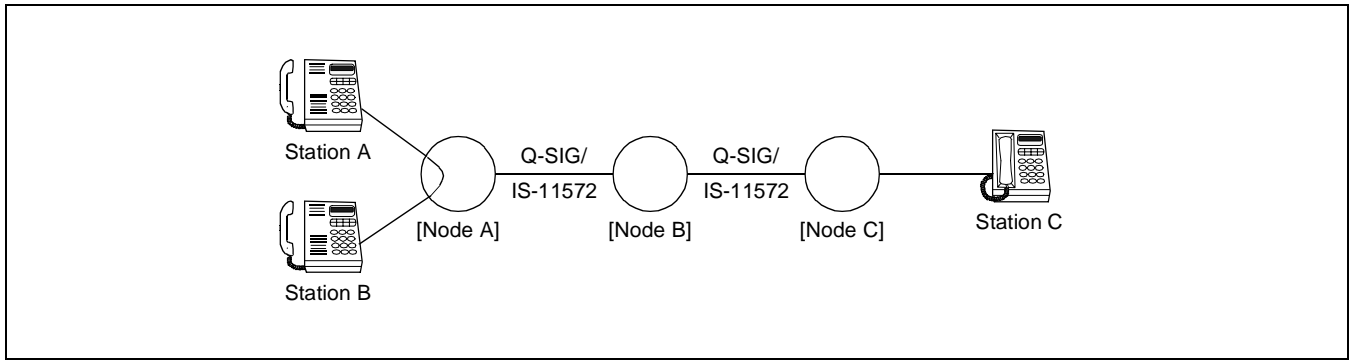 Station A
Q-SIG/
IS-11572
Q-SIG/
IS-11572
[Node A]
[Node B]
[Node C]
Station C
Station B